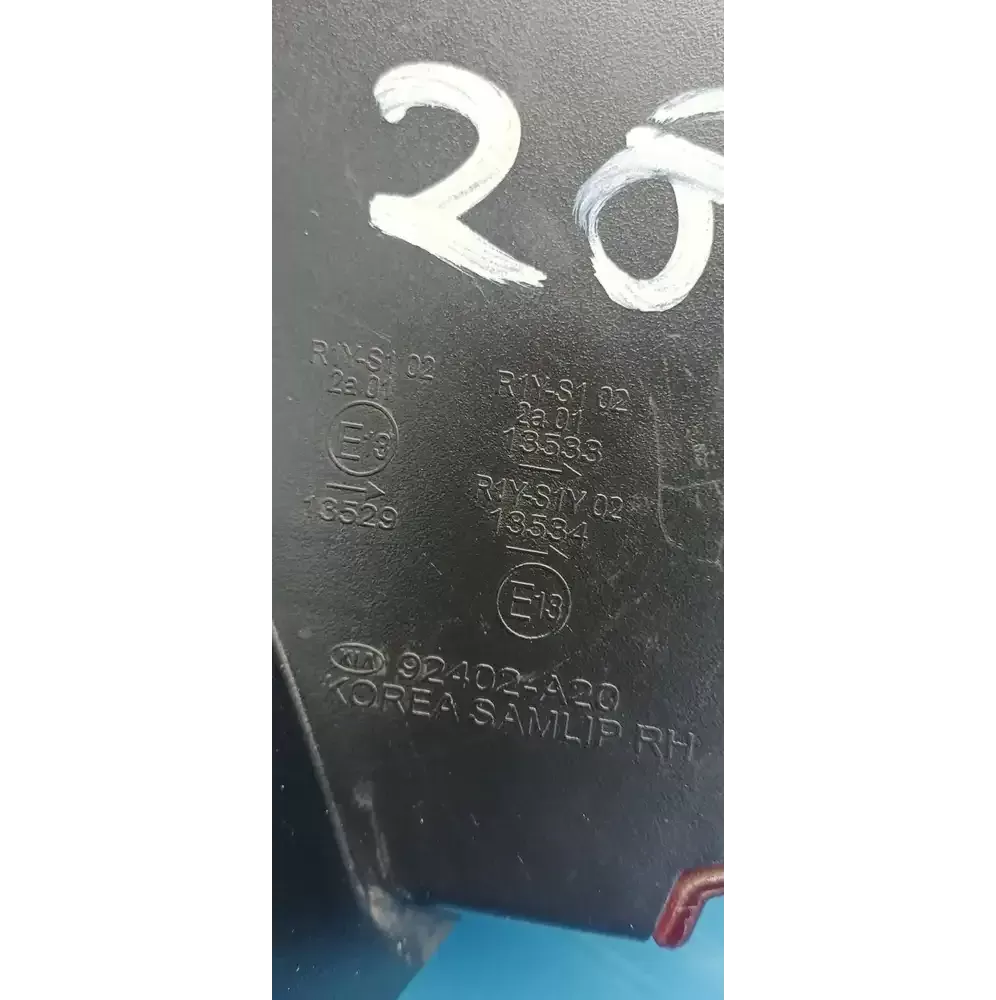 20
R1Y-S1 02
2a 01
E13
13529
R1Y-S1 02
2a 01
13533
R1Y-S1Y 02
13534
E13
KIA 92402-A20
KOREA SAMLIP RH